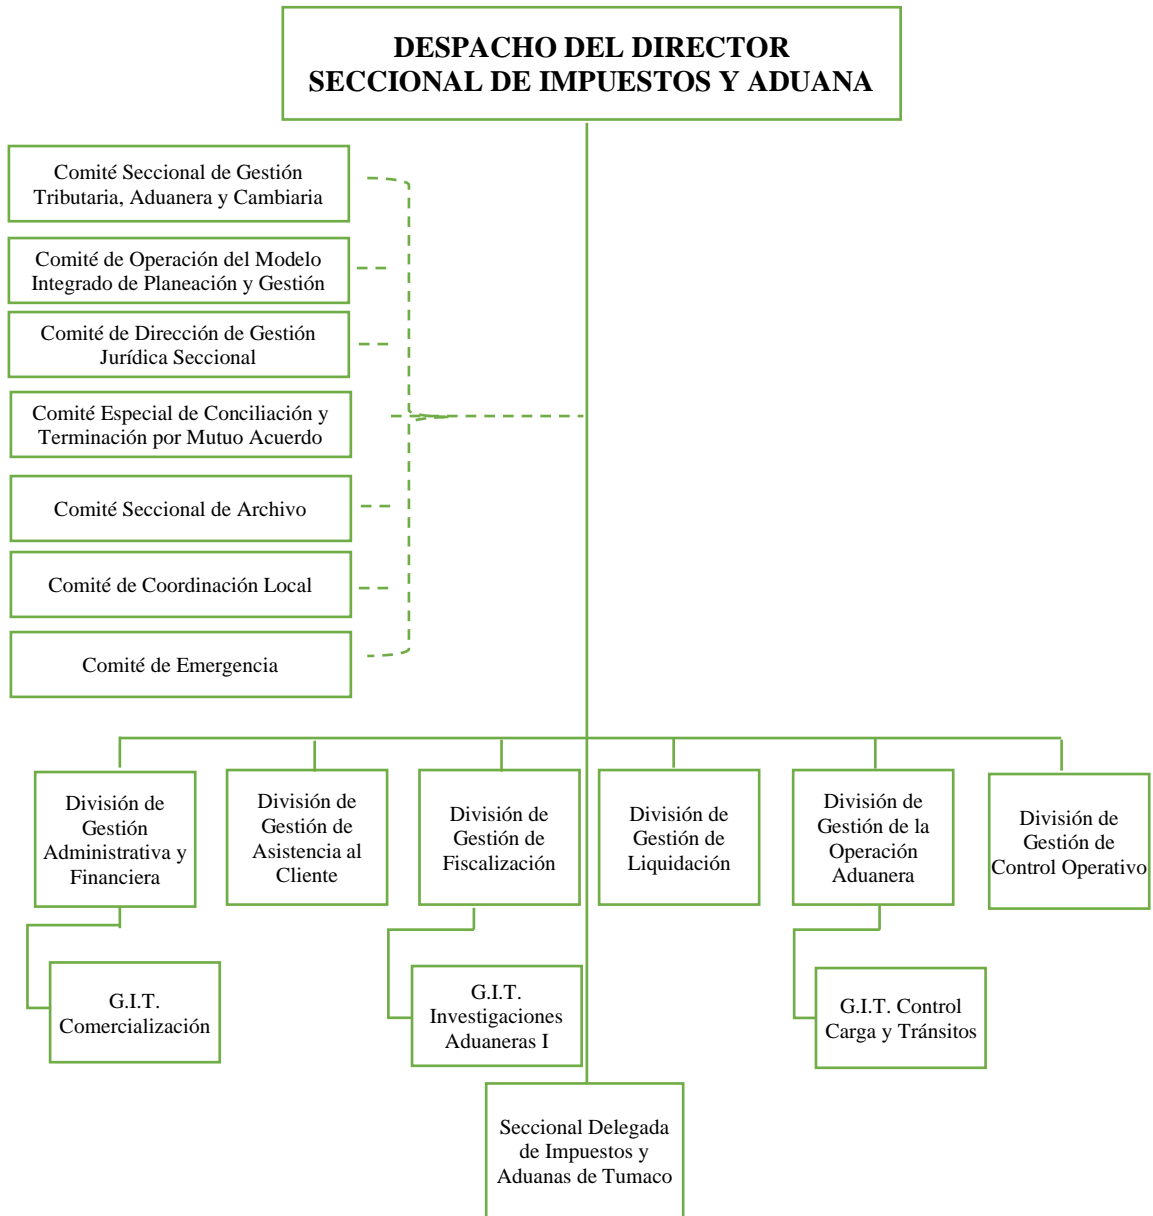 DESPACHO DEL DIRECTOR
SECCIONAL DE IMPUESTOS Y ADUANA
Comité Seccional de Gestión
Tributaria, Aduanera y Cambiaria
Comité de Operación del Modelo
Integrado de Planeación y Gestión
Comité de Dirección de Gestión
Jurídica Seccional
Comité Especial de Conciliación y
Terminación por Mutuo Acuerdo
Comité Seccional de Archivo
Comité de Coordinación Local
Comité de Emergencia
División de
Gestión
Administrativa y
Financiera
División de
Gestión de
Asistencia al
Cliente
División de
Gestión de
Fiscalización
División de
Gestión de
Liquidación
División de
Gestión de la
Operación
Aduanera
División de
Gestión de
Control Operativo
G.I.T.
Comercialización
G.I.T.
Investigaciones
Aduaneras I
G.I.T. Control
Carga y Tránsitos
Seccional Delegada
de Impuestos y
Aduanas de Tumaco